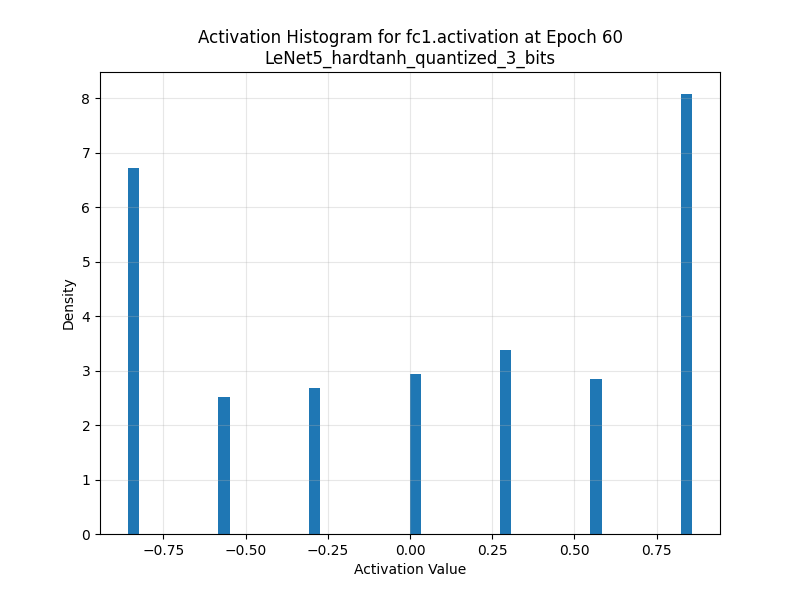 Activation Histogram for fc1.activation at Epoch 60
LeNet5_hardtanh_quantized_3_bits
8
7
6
5
4
3
2
1
0
Density
−0.75 −0.50 −0.25 0.00 0.25 0.50 0.75
Activation Value